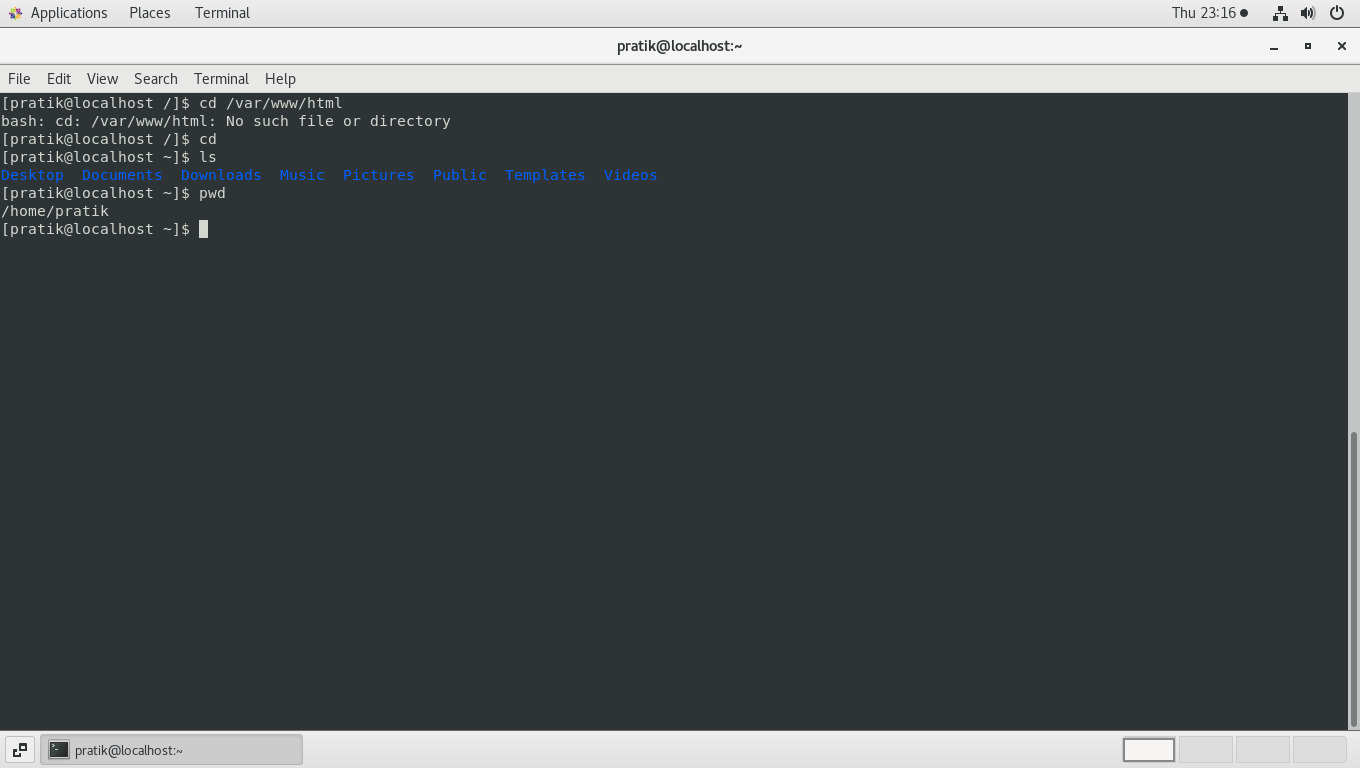 Applications Places Terminal Thu 23:16
pratik@localhost:~
File Edit View Search Terminal Help
[pratik@localhost /]$ cd /var/www/html
bash: cd: /var/www/html: No such file or directory
[pratik@localhost /]$ cd
[pratik@localhost ~]$ ls
Desktop  Documents  Downloads  Music  Pictures  Public  Templates  Videos
[pratik@localhost ~]$ pwd
/home/pratik
[pratik@localhost ~]$
pratik@localhost:~